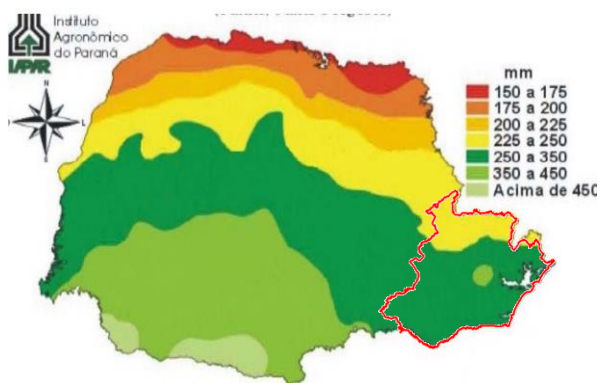 Instituto
Agronômico
do Paraná
IAPAR
L
mm
150 a 175
175 a 200
200 a 225
225 a 250
250 a 350
350 a 450
Acima de 450